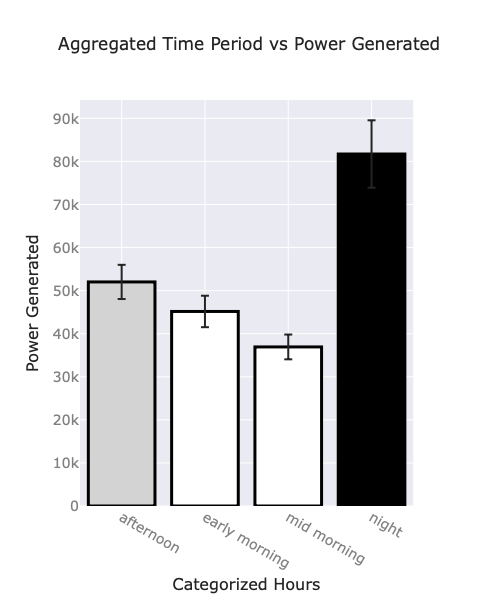 Aggregated Time Period vs Power Generated
90k
80k
70k
60k
50k
40k
30k
20k
10k
0
Power Generated
afternoon
early morning
mid morning
night
Categorized Hours